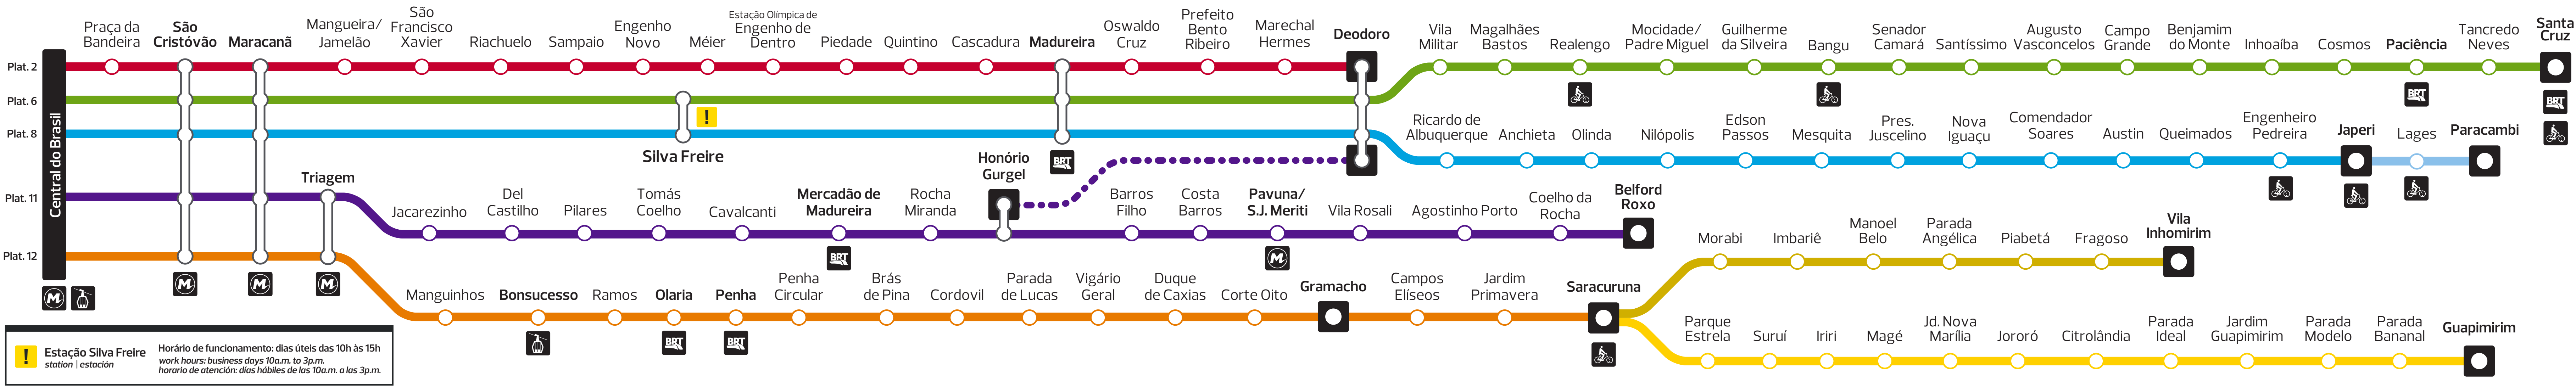 Plat. 2
Plat. 6
Plat. 8
Plat. 11
Plat. 12
Central do Brasil
Praça da
Bandeira
São
Cristóvão
Maracanã
Mangueira/
Jamelão
São
Francisco
Xavier
Riachuelo
Sampaio
Engenho
Novo
Méier
Estação Olímpica de
Engenho de
Dentro
Piedade
Quintino
Cascadura
Madureira
Oswaldo
Cruz
Prefeito
Bento
Ribeiro
Marechal
Hermes
Deodoro
Vila
Militar
Magalhães
Bastos
Realengo
Mocidade/
Padre Miguel
Guilherme
da Silveira
Bangu
Senador
Camará
Santíssimo
Augusto
Vasconcelos
Campo
Grande
Benjamim
do Monte
Inhoaíba
Cosmos
Paciência
BRT
Tancredo
Neves
Santa
Cruz
BRT
!
Silva Freire
BRT
Ricardo de
Albuquerque
Anchieta
Olinda
Nilópolis
Edson
Passos
Mesquita
Pres.
Juscelino
Nova
Iguaçu
Comendador
Soares
Austin
Queimados
Engenheiro
Pedreira
Japeri
Lages
Paracambi
Triagem
Jacarezinho
Del
Castilho
Pilares
Tomás
Coelho
Cavalcanti
Mercadão de
Madureira
BRT
Rocha
Miranda
Honório
Gurgel
Barros
Filho
Costa
Barros
Pavuna/
S.J. Meriti
M
Vila Rosali
Agostinho Porto
Coelho da
Rocha
Belford
Roxo
M
M
M
M
Manguinhos
Bonsucesso
Ramos
Olaria
BRT
Penha
BRT
Penha
Circular
Brás
de Pina
Cordovil
Parada
de Lucas
Vigário
Geral
Duque
de Caxias
Corte Oito
Gramacho
Campos
Elíseos
Jardim
Primavera
Saracuruna
Morabi
Imbariê
Manoel
Belo
Parada
Angélica
Piabetá
Fragoso
Vila
Inhomirim
Parque
Estrela
Suruí
Iriri
Magé
Jd. Nova
Marília
Jororó
Citrolândia
Parada
Ideal
Jardim
Guapimirim
Parada
Modelo
Parada
Bananal
Guapimirim
!
Estação Silva Freire
station | estación
Horário de funcionamento: dias úteis das 10h às 15h
work hours: business days 10a.m. to 3p.m.
horario de atención: días hábiles de las 10a.m. a las 3p.m.